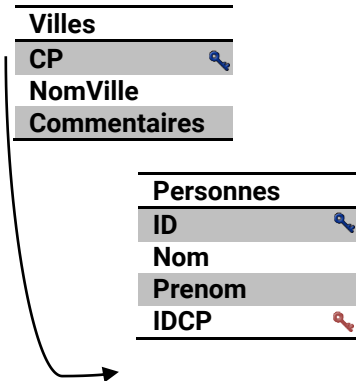 Villes
CP
NomVille
Commentaires
Personnes
ID
Nom
Prenom
IDCP